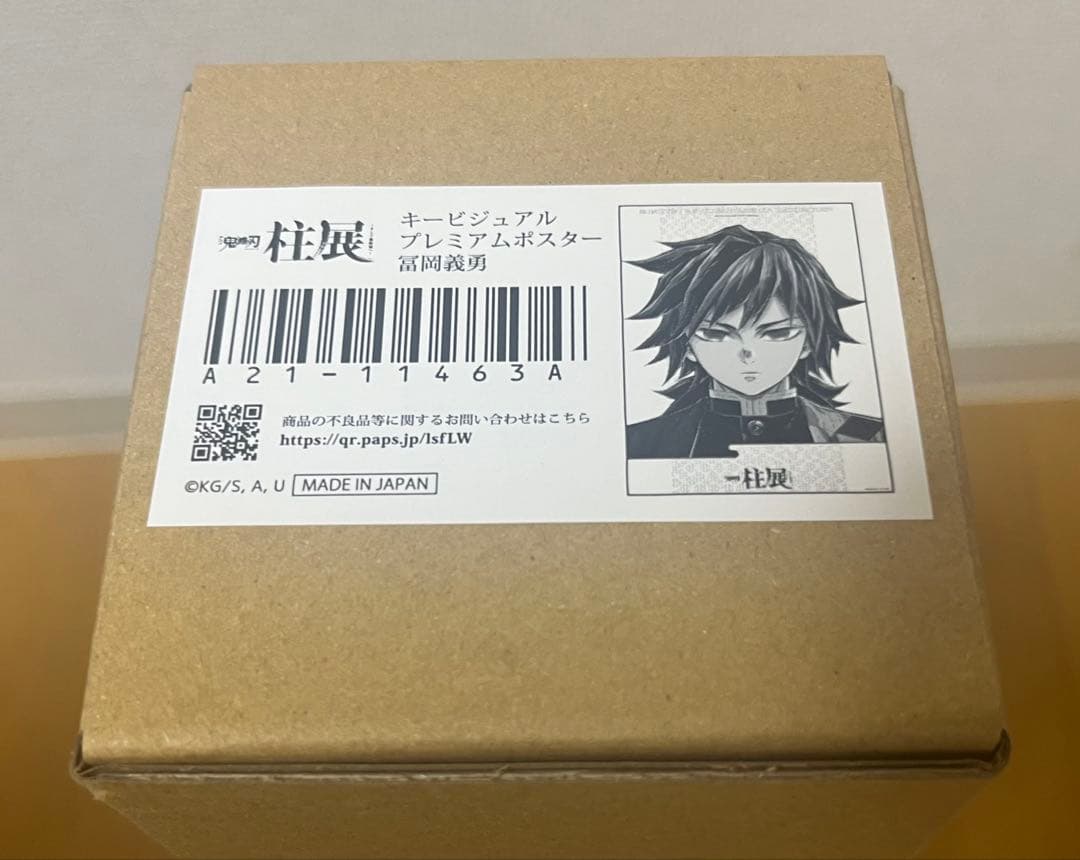 鬼滅の刃 柱展
キービジュアル
プレミアムポスター
冨岡義勇
A21-11463A
商品の不良品等に関するお問い合わせはこちら
https://qr.paps.jp/lsfLW
©KG/S, A, U MADE IN JAPAN
柱展